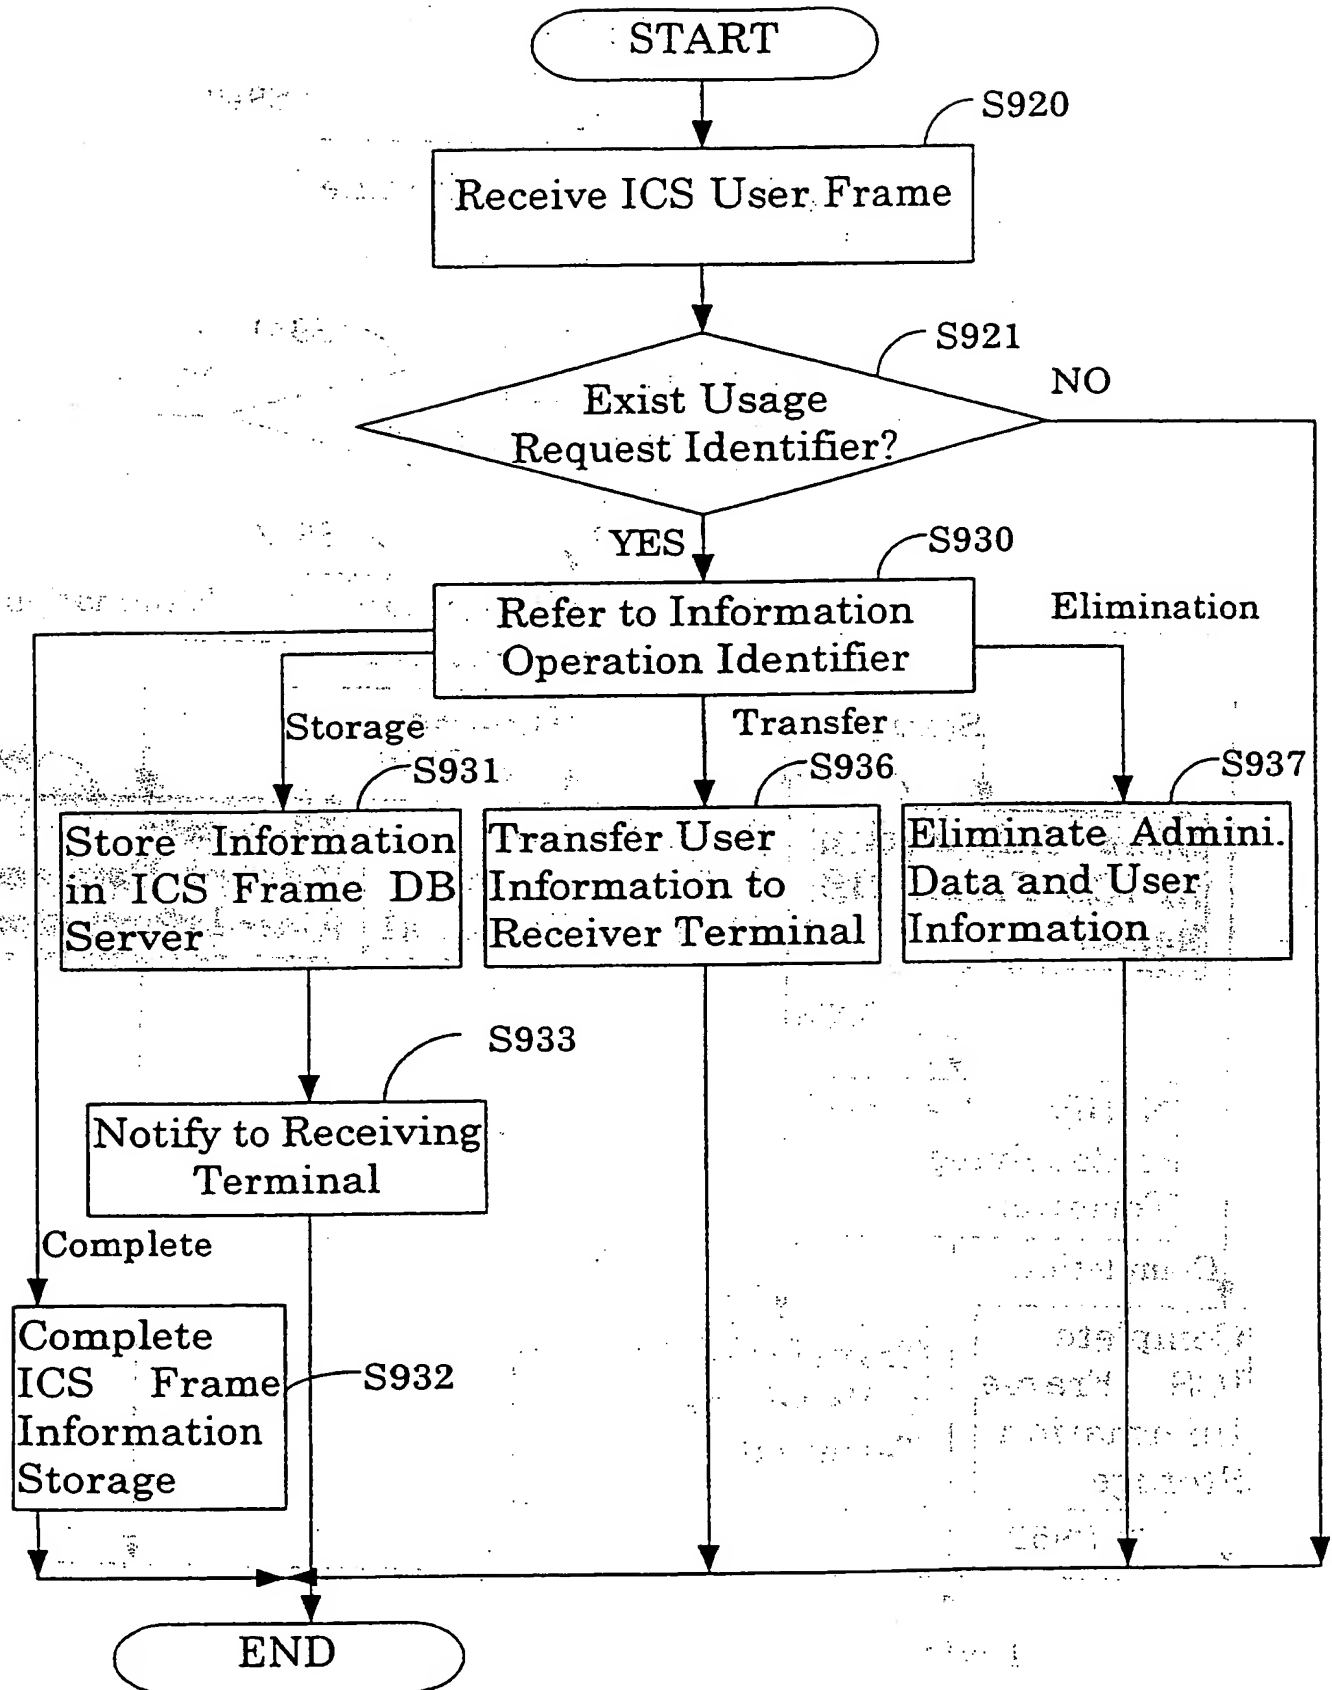 START
S920
Receive ICS User Frame
S921
NO
Exist Usage
Request Identifier?
YES
S930
Refer to Information
Operation Identifier
Elimination
Storage
Transfer
S931
S936
S937
Store Information
in ICS Frame DB
Server
Transfer User
Information to
Receiver Terminal
Eliminate Admini.
Data and User
Information
S933
Notify to Receiving
Terminal
Complete
Complete
ICS Frame
Information
Storage
S932
END